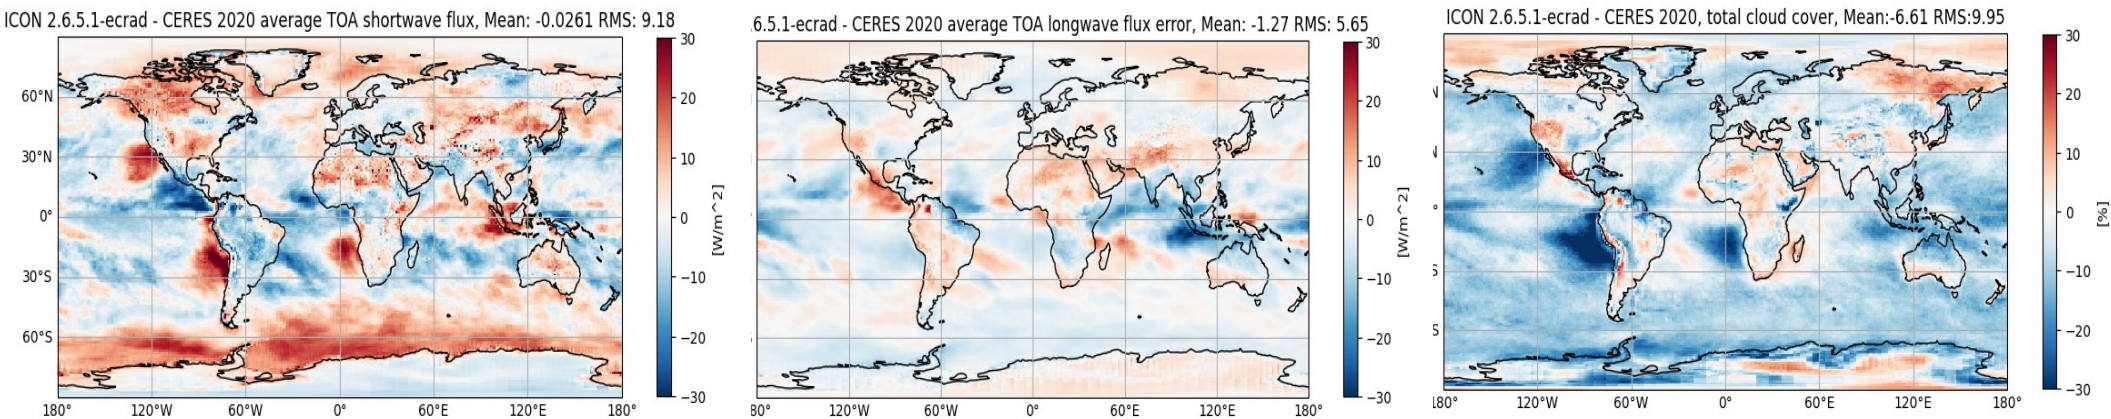 ICON 2.6.5.1-ecrad - CERES 2020 average TOA shortwave flux, Mean: -0.0261 RMS: 9.18
60°N
30°N
0°
30°S
60°S
180° 120°W 60°W 0° 60°E 120°E 180°
30
20
10
0
−10
−20
−30
[W/m^2]
.6.5.1-ecrad - CERES 2020 average TOA longwave flux error, Mean: -1.27 RMS: 5.65
80° 120°W 60°W 0° 60°E 120°E 180°
30
20
10
0
−10
−20
−30
[W/m^2]
ICON 2.6.5.1-ecrad - CERES 2020, total cloud cover, Mean:-6.61 RMS:9.95
°
S
S
180° 120°W 60°W 0° 60°E 120°E 180°
30
20
10
0
−10
−20
−30
[%]